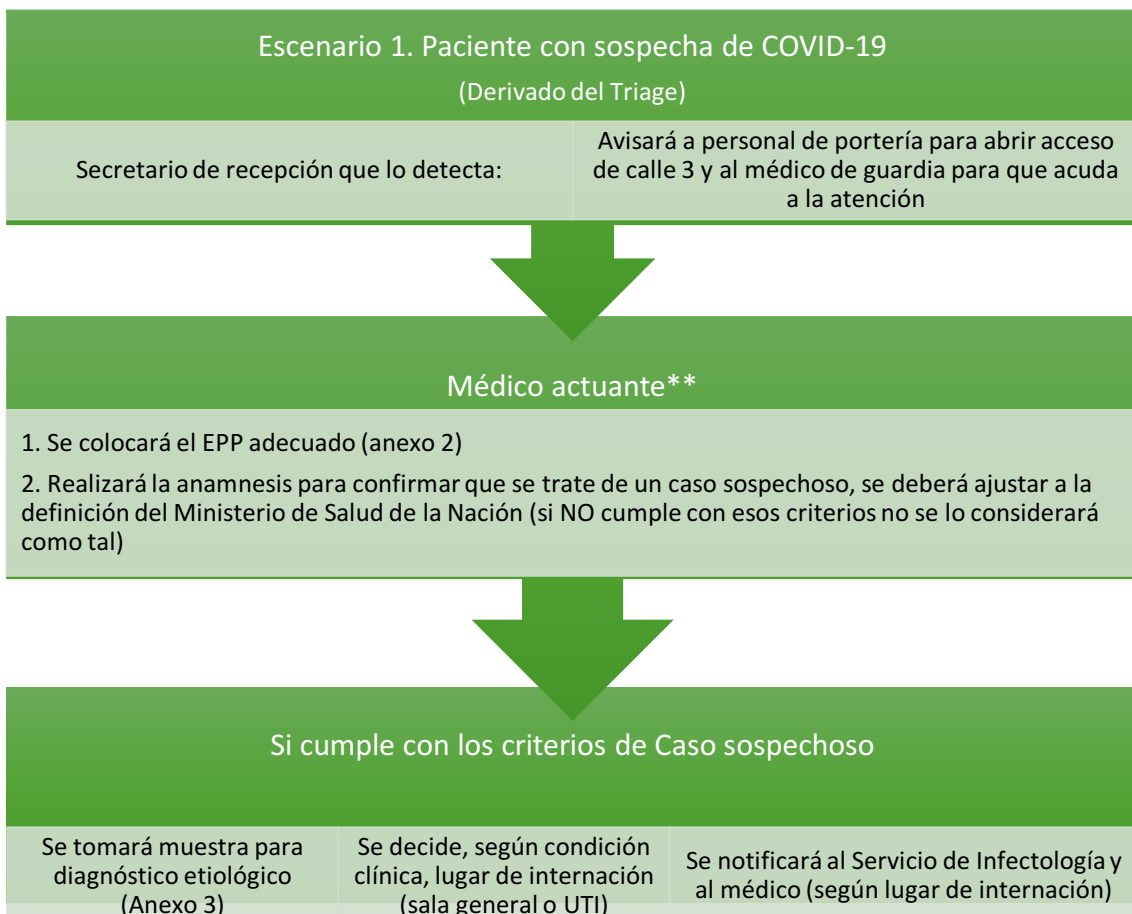 Escenario 1. Paciente con sospecha de COVID-19
(Derivado del Triage)
Secretario de recepción que lo detecta:
Avisará a personal de portería para abrir acceso
de calle 3 y al médico de guardia para que acuda
a la atención
Médico actuante**
1. Se colocará el EPP adecuado (anexo 2)
2. Realizará la anamnesis para confirmar que se trate de un caso sospechoso, se deberá ajustar a la
definición del Ministerio de Salud de la Nación (si NO cumple con esos criterios no se lo considerará
como tal)
Si cumple con los criterios de Caso sospechoso
Se tomará muestra para
diagnóstico etiológico
(Anexo 3)
Se decide, según condición
clínica, lugar de internación
(sala general o UTI)
Se notificará al Servicio de Infectología y
al médico (según lugar de internación)